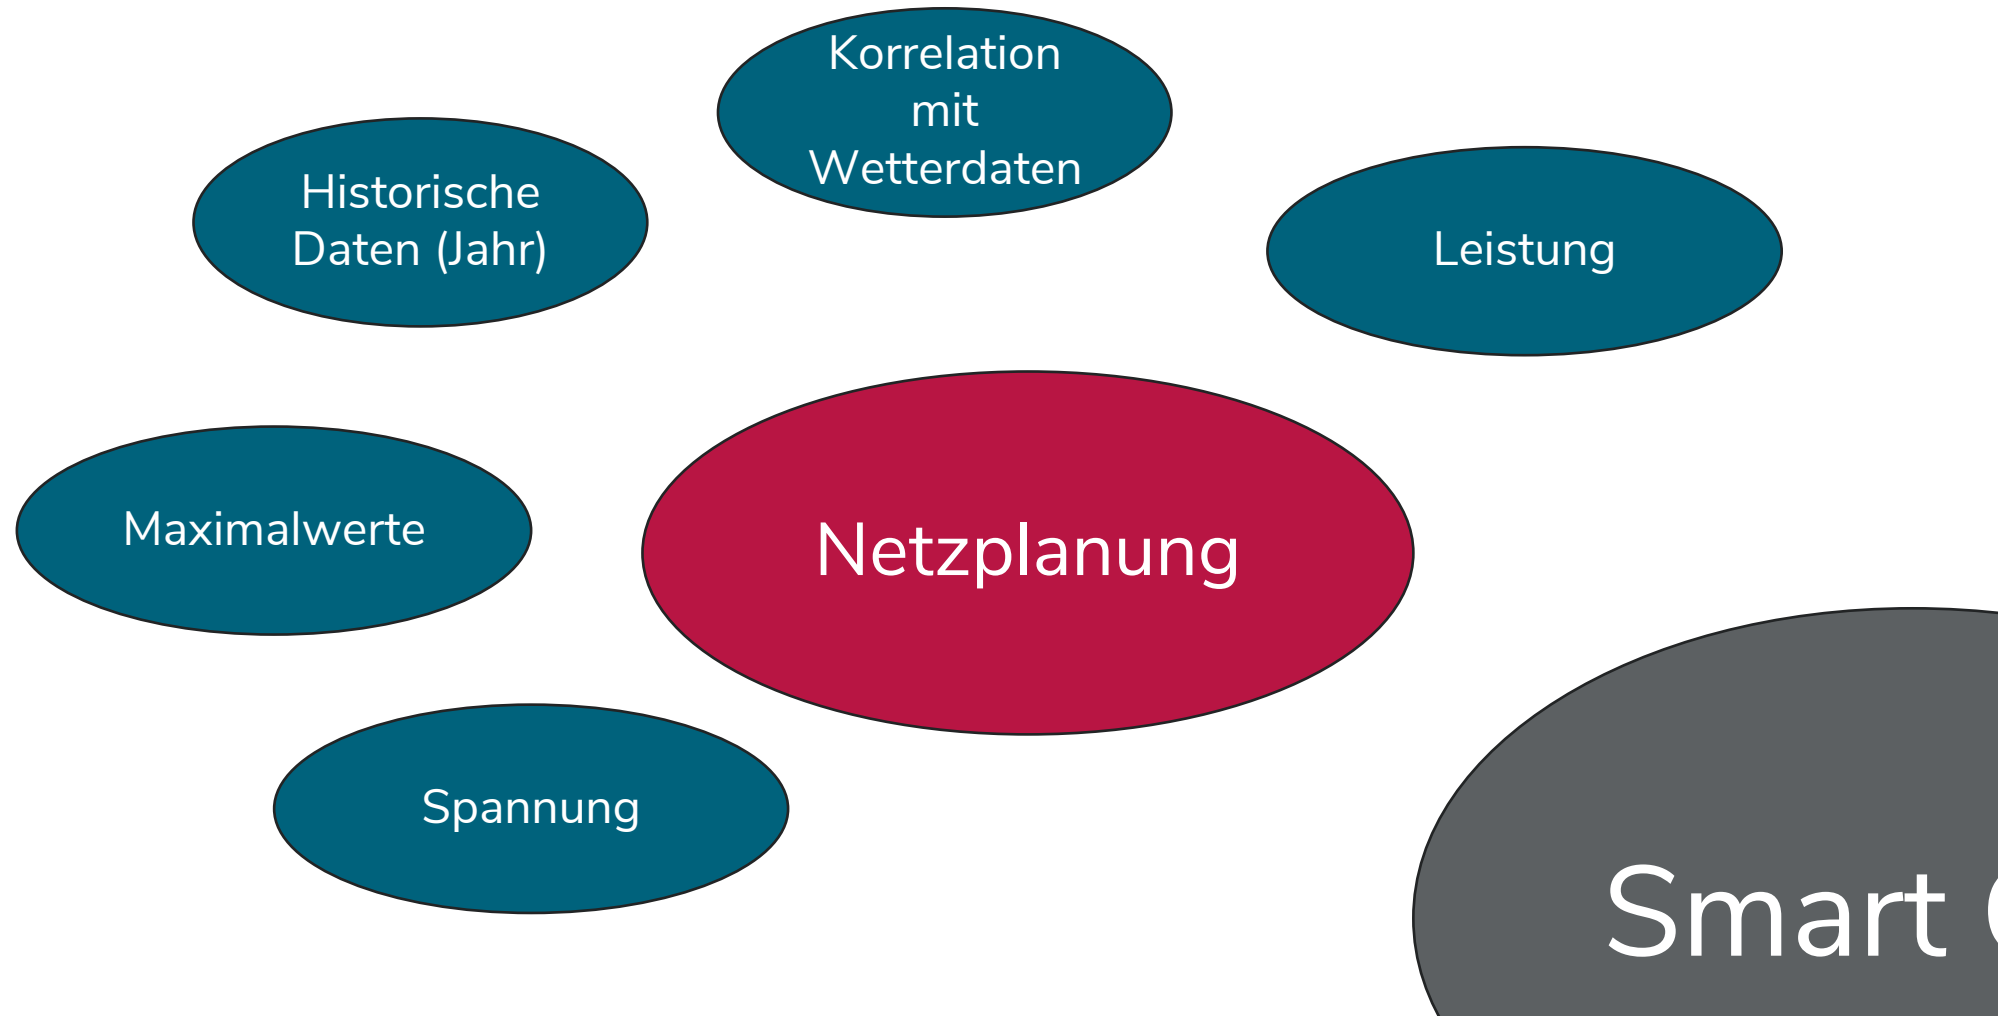 Korrelation
mit
Wetterdaten
Historische
Daten (Jahr)
Leistung
Maximalwerte
Netzplanung
Spannung
Smart